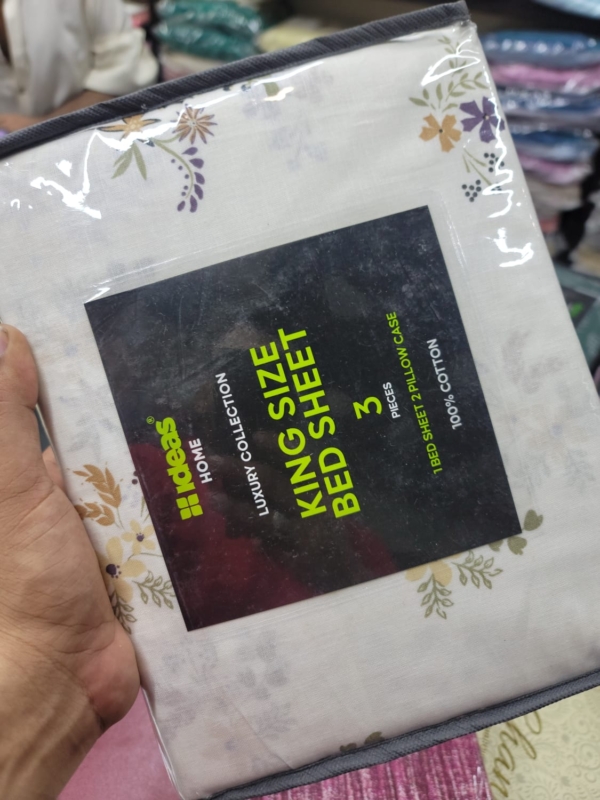 ideas®
HOME
LUXURY COLLECTION
KING SIZE
BED SHEET
3
PIECES
1 BED SHEET 2 PILLOW CASE
100% COTTON